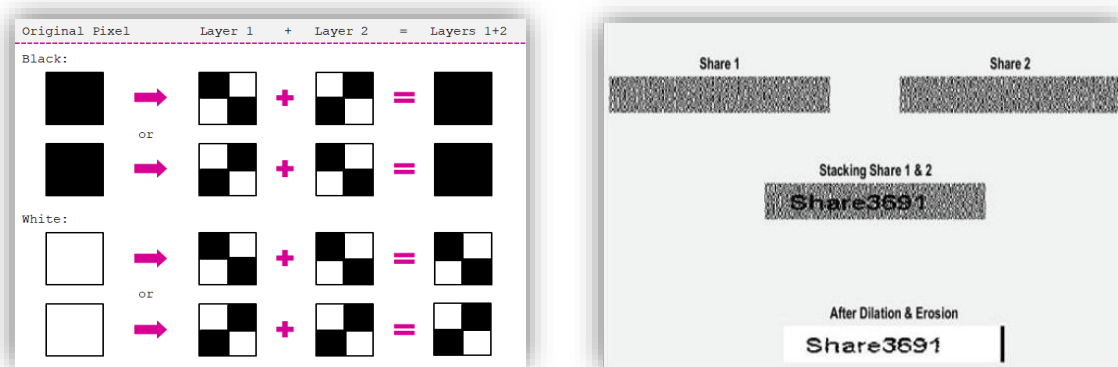 Original Pixel Layer 1 + Layer 2 = Layers 1+2
Black:
or
White:
or
Share 1 Share 2
Stacking Share 1 & 2
Share3691
After Dilation & Erosion
Share3691